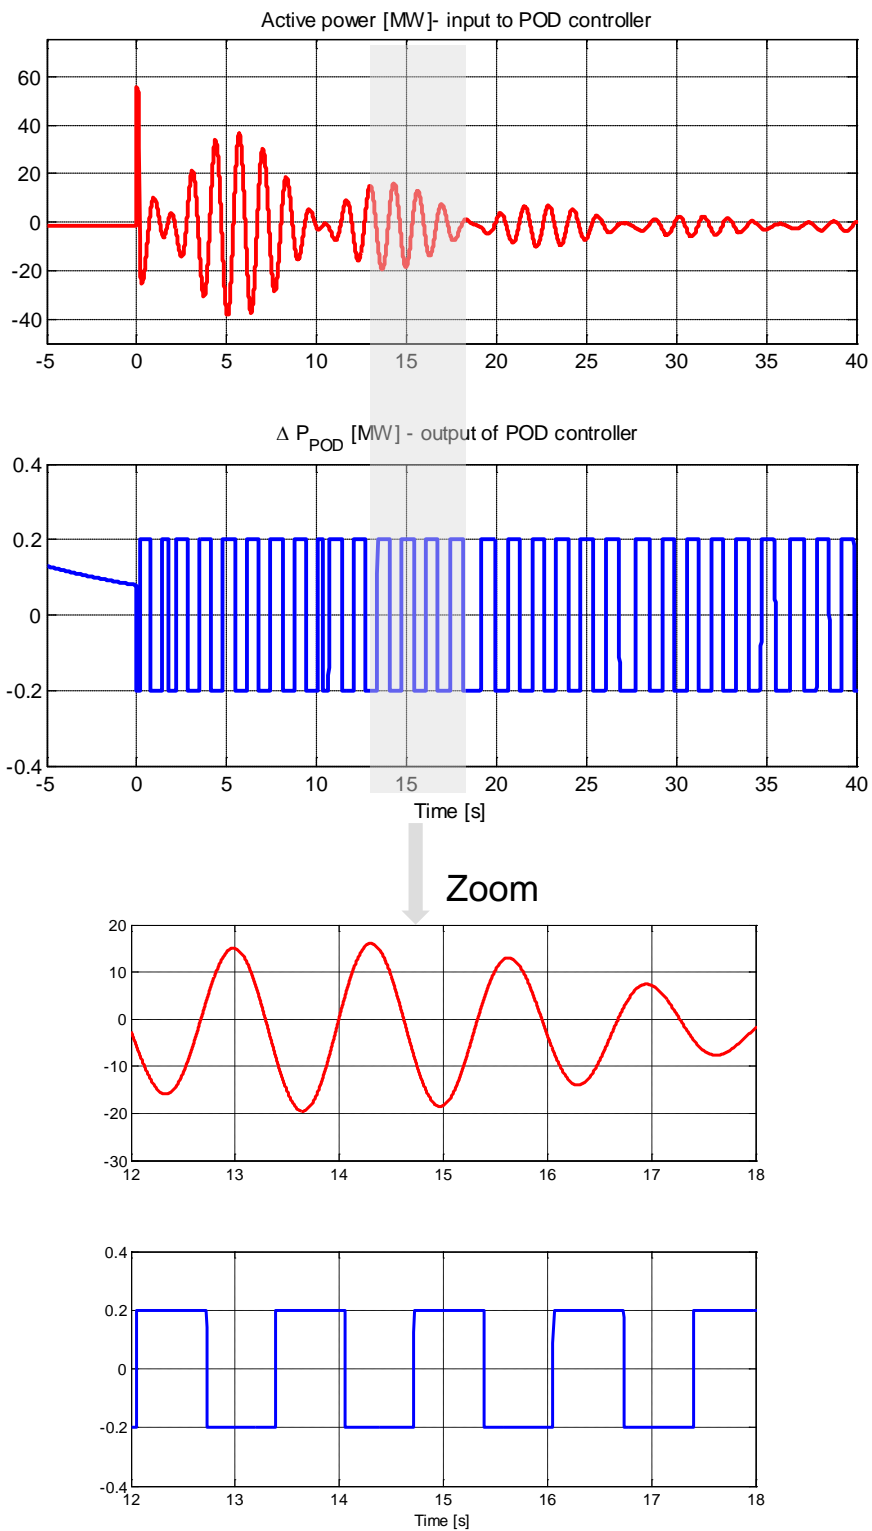 Active power [MW]- input to POD controller
60
40
20
0
-20
-40
-5 0 5 10 15 20 25 30 35 40
Δ P_POD [MW] - output of POD controller
0.4
0.2
0
-0.2
-0.4
-5 0 5 10 15 20 25 30 35 40
Time [s]
Zoom
20
10
0
-10
-20
-30
12 13 14 15 16 17 18
0.4
0.2
0
-0.2
-0.4
12 13 14 15 16 17 18
Time [s]